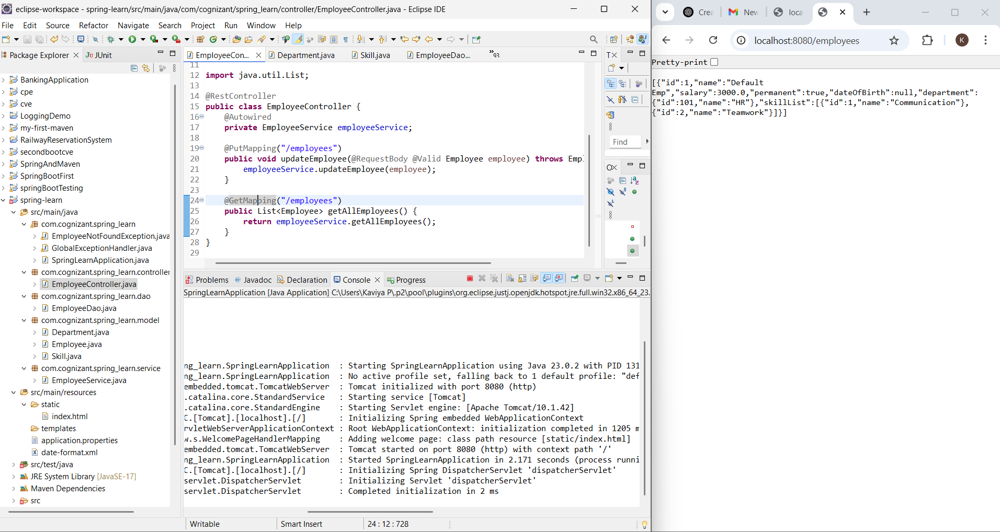 eclipse-workspace - spring-learn/src/main/java/com/cognizant/spring_learn/controller/EmployeeController.java - Eclipse IDE
File Edit Source Refactor Navigate Search Project Run Window Help
Package Explorer
JUnit
BankingApplication
cpe
cve
LoggingDemo
my-first-maven
RailwayReservationSystem
secondbootcve
SpringAndMaven
SpringBootFirst
springBootTesting
spring-learn
src/main/java
com.cognizant.spring_learn
EmployeeNotFoundException.java
GlobalExceptionHandler.java
SpringLearnApplication.java
com.cognizant.spring_learn.controller
EmployeeController.java
com.cognizant.spring_learn.dao
EmployeeDao.java
com.cognizant.spring_learn.model
Department.java
Employee.java
Skill.java
com.cognizant.spring_learn.service
EmployeeService.java
src/main/resources
static
index.html
templates
application.properties
date-format.xml
src/test/java
JRE System Library [JavaSE-17]
Maven Dependencies
src
EmployeeCon... Department.java Skill.java EmployeeDao... »93
11
12 import java.util.List;
13
14 @RestController
15 public class EmployeeController {
16 @Autowired
17 private EmployeeService employeeService;
18
19 @PutMapping("/employees")
20 public void updateEmployee(@RequestBody @Valid Employee employee) throws Empl
21 employeeService.updateEmployee(employee);
22 }
23
24 @GetMapping("/employees")
25 public List<Employee> getAllEmployees() {
26 return employeeService.getAllEmployees();
27 }
28 }
29
Find
Problems Javadoc Declaration Console Progress
SpringLearnApplication [Java Application] C:\Users\Kaviya P\.p2\pool\plugins\org.eclipse.justj.openjdk.hotspot.jre.full.win32.x86_64_23.
ng_learn.SpringLearnApplication : Starting SpringLearnApplication using Java 23.0.2 with PID 131
ng_learn.SpringLearnApplication : No active profile set, falling back to 1 default profile: "def
embedded.tomcat.TomcatWebServer : Tomcat initialized with port 8080 (http)
.catalina.core.StandardService : Starting service [Tomcat]
.catalina.core.StandardEngine : Starting Servlet engine: [Apache Tomcat/10.1.42]
C.[Tomcat].[localhost].[/] : Initializing Spring embedded WebApplicationContext
rvletWebServerApplicationContext : Root WebApplicationContext: initialization completed in 1205 m
w.s.WelcomePageHandlerMapping : Adding welcome page: class path resource [static/index.html]
embedded.tomcat.TomcatWebServer : Tomcat started on port 8080 (http) with context path '/'
ng_learn.SpringLearnApplication : Started SpringLearnApplication in 2.171 seconds (process runni
C.[Tomcat].[localhost].[/] : Initializing Spring DispatcherServlet 'dispatcherServlet'
servlet.DispatcherServlet : Initializing Servlet 'dispatcherServlet'
servlet.DispatcherServlet : Completed initialization in 2 ms
Writable Smart Insert 24 : 12 : 728
Crea New loca
localhost:8080/employees
K
Pretty-print
[{"id":1,"name":"Default
Emp","salary":3000.0,"permanent":true,"dateOfBirth":null,"department":
{"id":101,"name":"HR"},"skillList":[{"id":1,"name":"Communication"},
{"id":2,"name":"Teamwork"}]}]